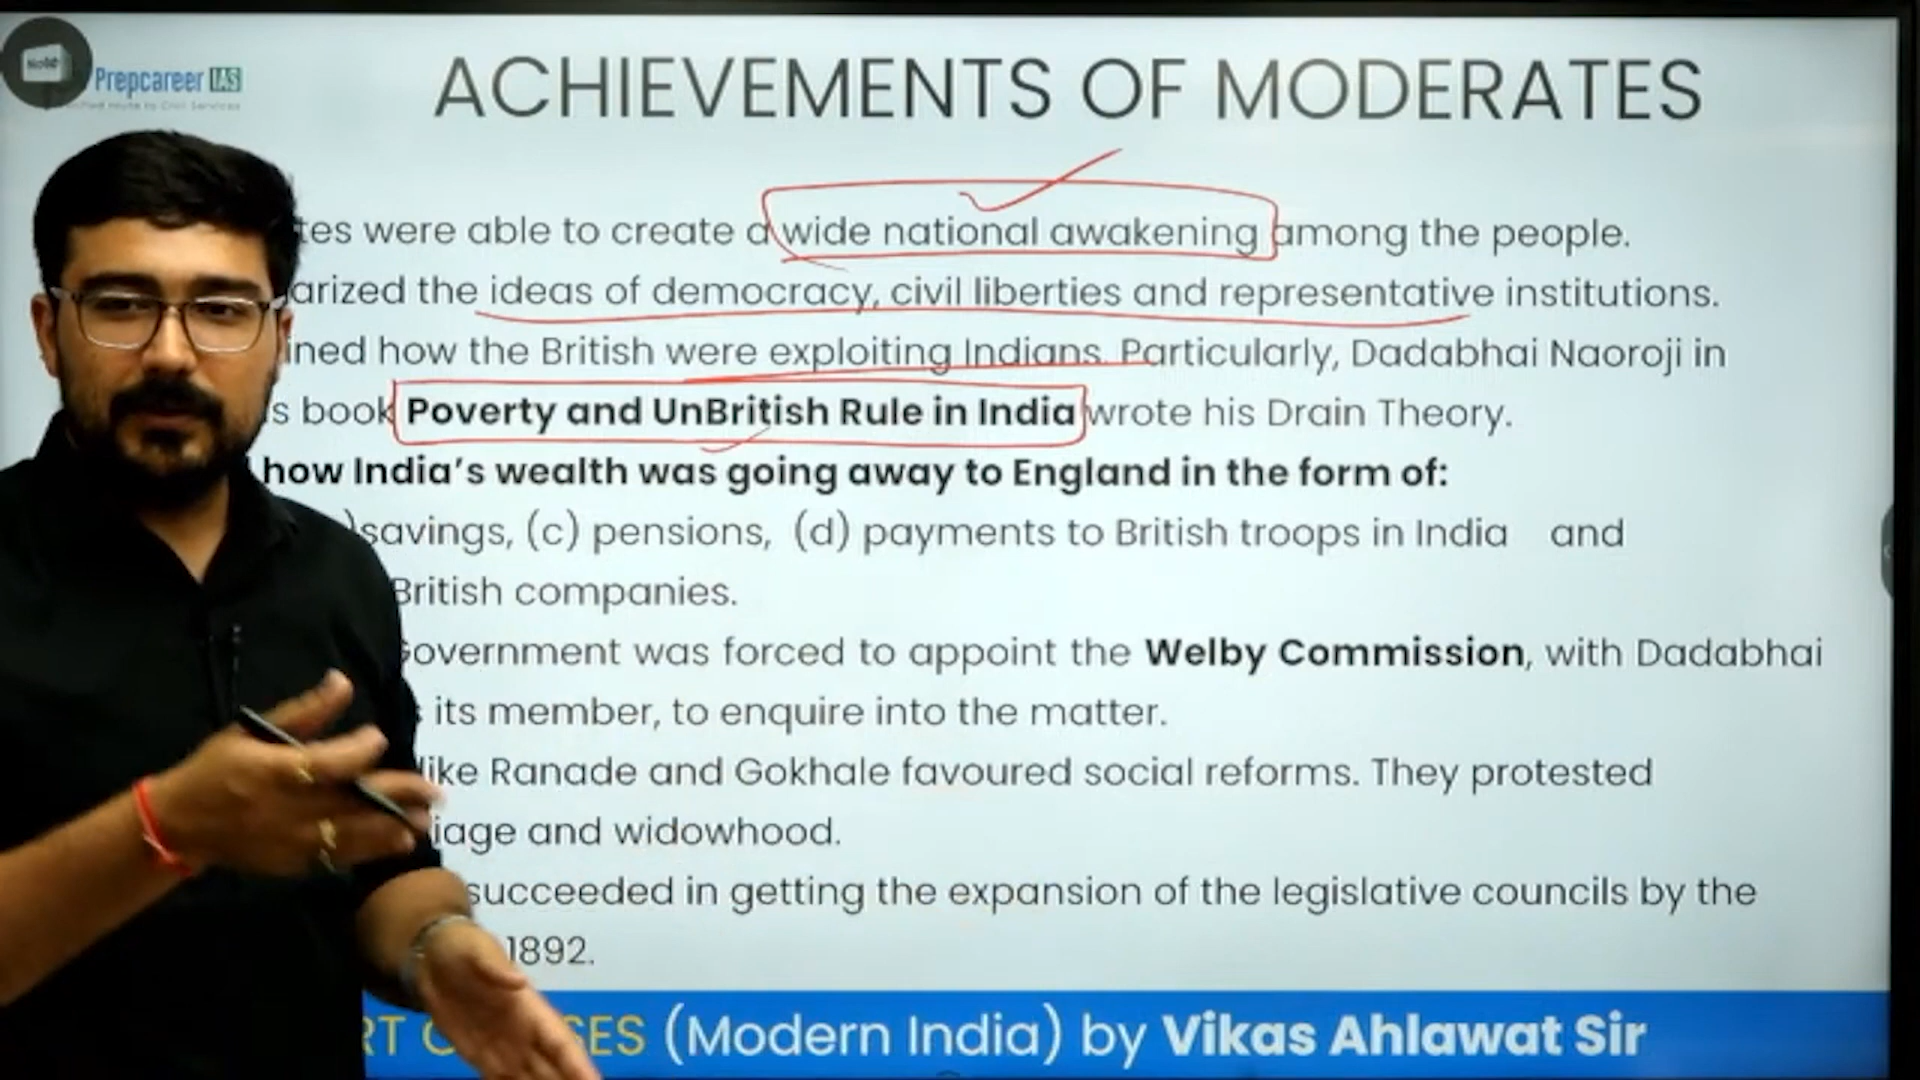 Note
Prepcareer IAS
ACHIEVEMENTS OF MODERATES
were able to create a wide national awakening among the people.
the ideas of democracy, civil liberties and representative institutions.
how the British were exploiting Indians. Particularly, Dadabhai Naoroji in
book Poverty and UnBritish Rule in India wrote his Drain Theory.
how India's wealth was going away to England in the form of:
savings, (c) pensions, (d) payments to British troops in India and
British companies.
Government was forced to appoint the Welby Commission, with Dadabhai
its member, to enquire into the matter.
like Ranade and Gokhale favoured social reforms. They protested
and widowhood.
succeeded in getting the expansion of the legislative councils by the
1892.
(Modern India) by Vikas Ahlawat Sir